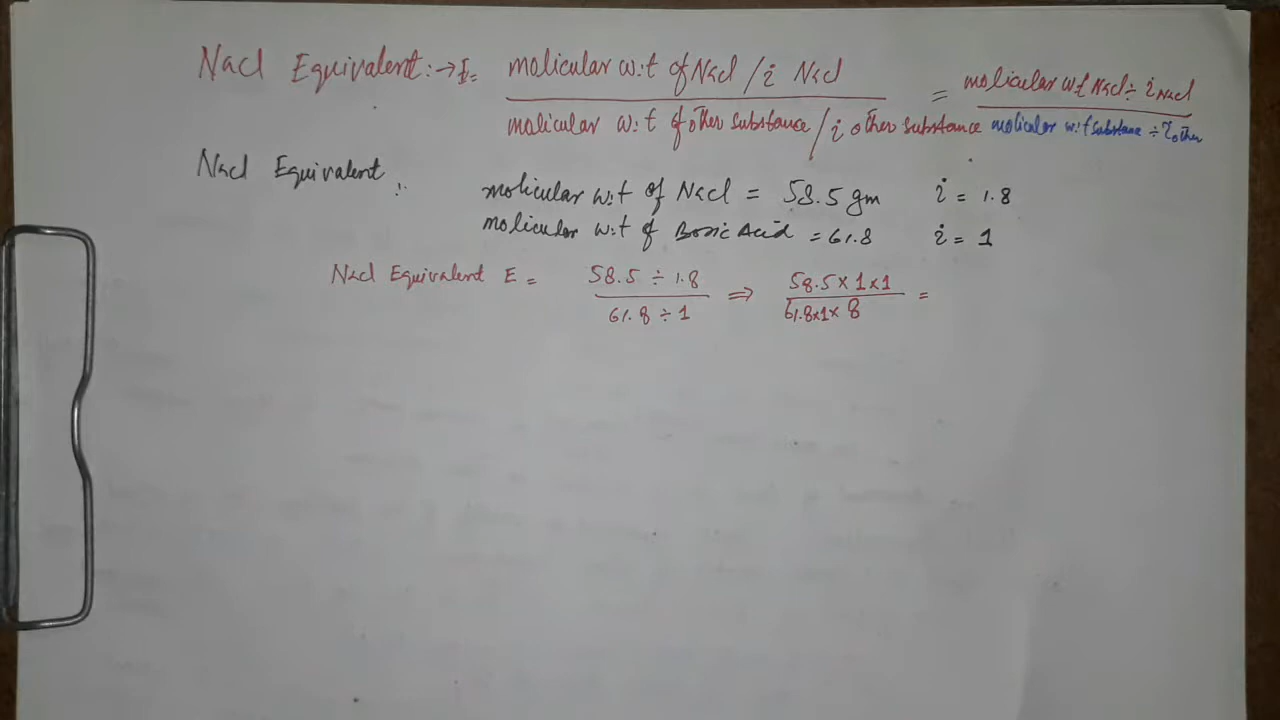 Nacl Equivalent:→E= molicular w:t of Nacl / i Nacl = molicular wt Nacl ÷ i Nacl
molicular w:t of other substance / i other substance molicular w:t substance ÷ i other
Nacl Equivalent
molicular w:t of Nacl = 58.5 gm i = 1.8
molicular w:t of Boric Acid = 61.8 i = 1
Nacl Equivalent E = 58.5 ÷ 1.8 ⇒ 58.5 x 1 x 1 =
61.8 ÷ 1 61.8x1x 8